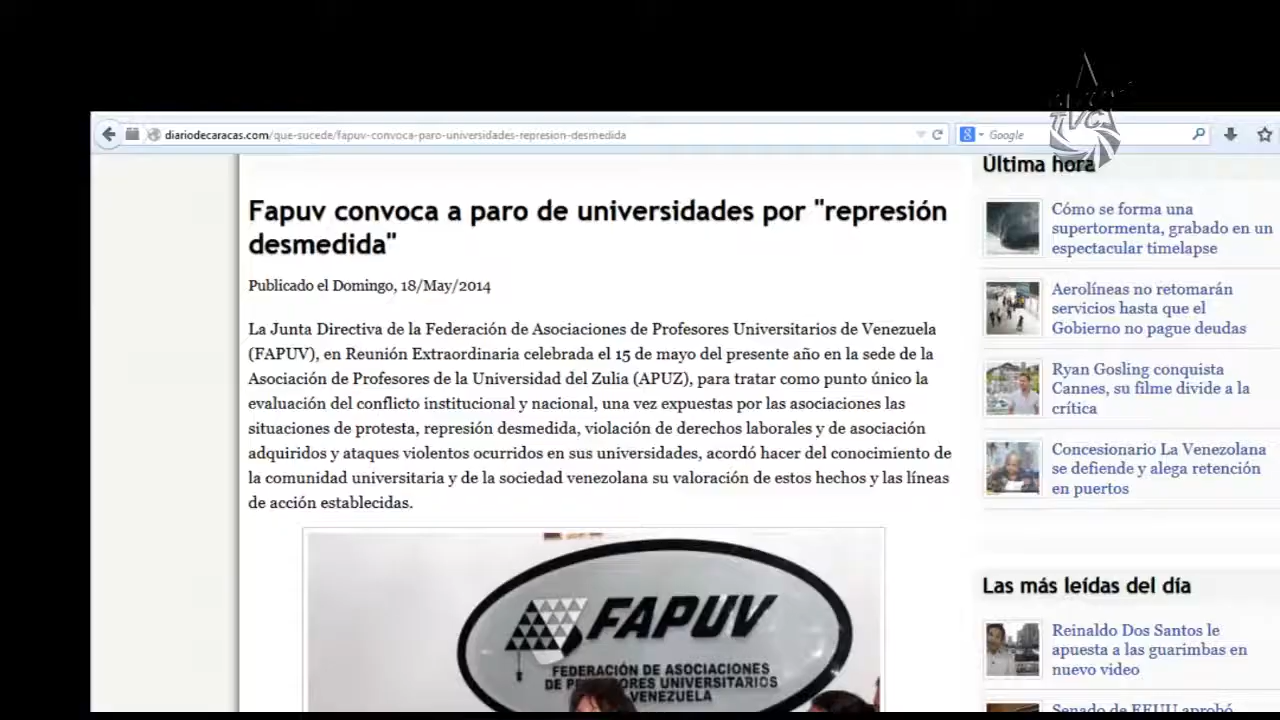 TVC
diariodecaracas.com/que-sucede/fapuv-convoca-paro-universidades-represion-desmedida
Google
Fapuv convoca a paro de universidades por "represión
desmedida"
Publicado el Domingo, 18/May/2014
La Junta Directiva de la Federación de Asociaciones de Profesores Universitarios de Venezuela
(FAPUV), en Reunión Extraordinaria celebrada el 15 de mayo del presente año en la sede de la
Asociación de Profesores de la Universidad del Zulia (APUZ), para tratar como punto único la
evaluación del conflicto institucional y nacional, una vez expuestas por las asociaciones las
situaciones de protesta, represión desmedida, violación de derechos laborales y de asociación
adquiridos y ataques violentos ocurridos en sus universidades, acordó hacer del conocimiento de
la comunidad universitaria y de la sociedad venezolana su valoración de estos hechos y las líneas
de acción establecidas.
FAPUV
FEDERACIÓN DE ASOCIACIONES
DE PROFESORES UNIVERSITARIOS
VENEZUELA
Última hora
Cómo se forma una
supertormenta, grabado en un
espectacular timelapse
Aerolíneas no retomarán
servicios hasta que el
Gobierno no pague deudas
Ryan Gosling conquista
Cannes, su filme divide a la
crítica
Concesionario La Venezolana
se defiende y alega retención
en puertos
Las más leídas del día
Reinaldo Dos Santos le
apuesta a las guarimbas en
nuevo video
Senado de EEUU aprobó